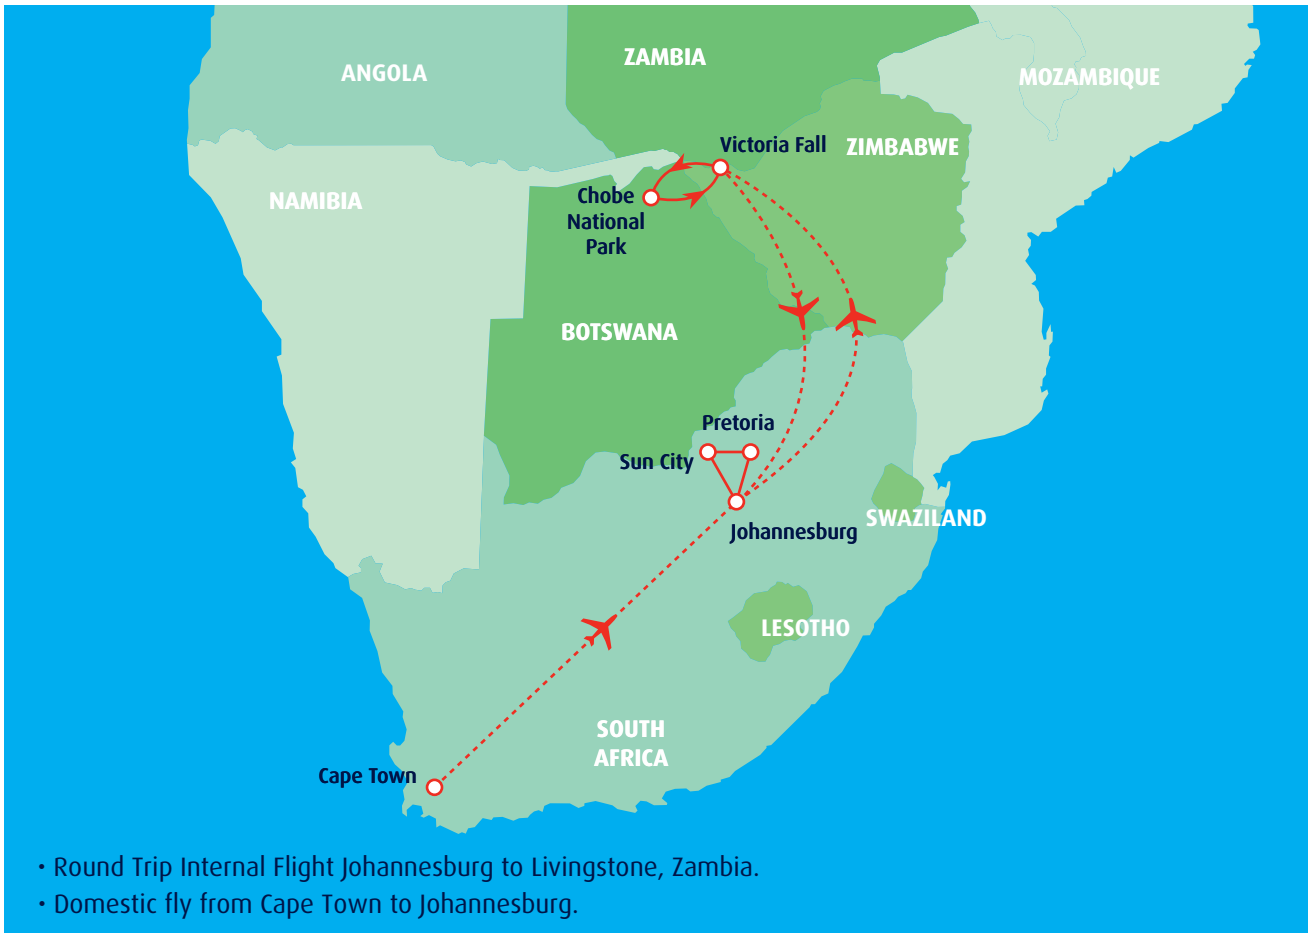 ZAMBIA
ANGOLA
MOZAMBIQUE
Victoria Fall
ZIMBABWE
NAMIBIA
Chobe
National
Park
BOTSWANA
Pretoria
Sun City
SWAZILAND
Johannesburg
LESOTHO
SOUTH
AFRICA
Cape Town
• Round Trip Internal Flight Johannesburg to Livingstone, Zambia.
• Domestic fly from Cape Town to Johannesburg.